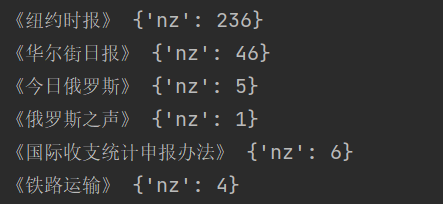 《纽约时报》 {'nz': 236}
《华尔街日报》 {'nz': 46}
《今日俄罗斯》 {'nz': 5}
《俄罗斯之声》 {'nz': 1}
《国际收支统计申报办法》 {'nz': 6}
《铁路运输》 {'nz': 4}